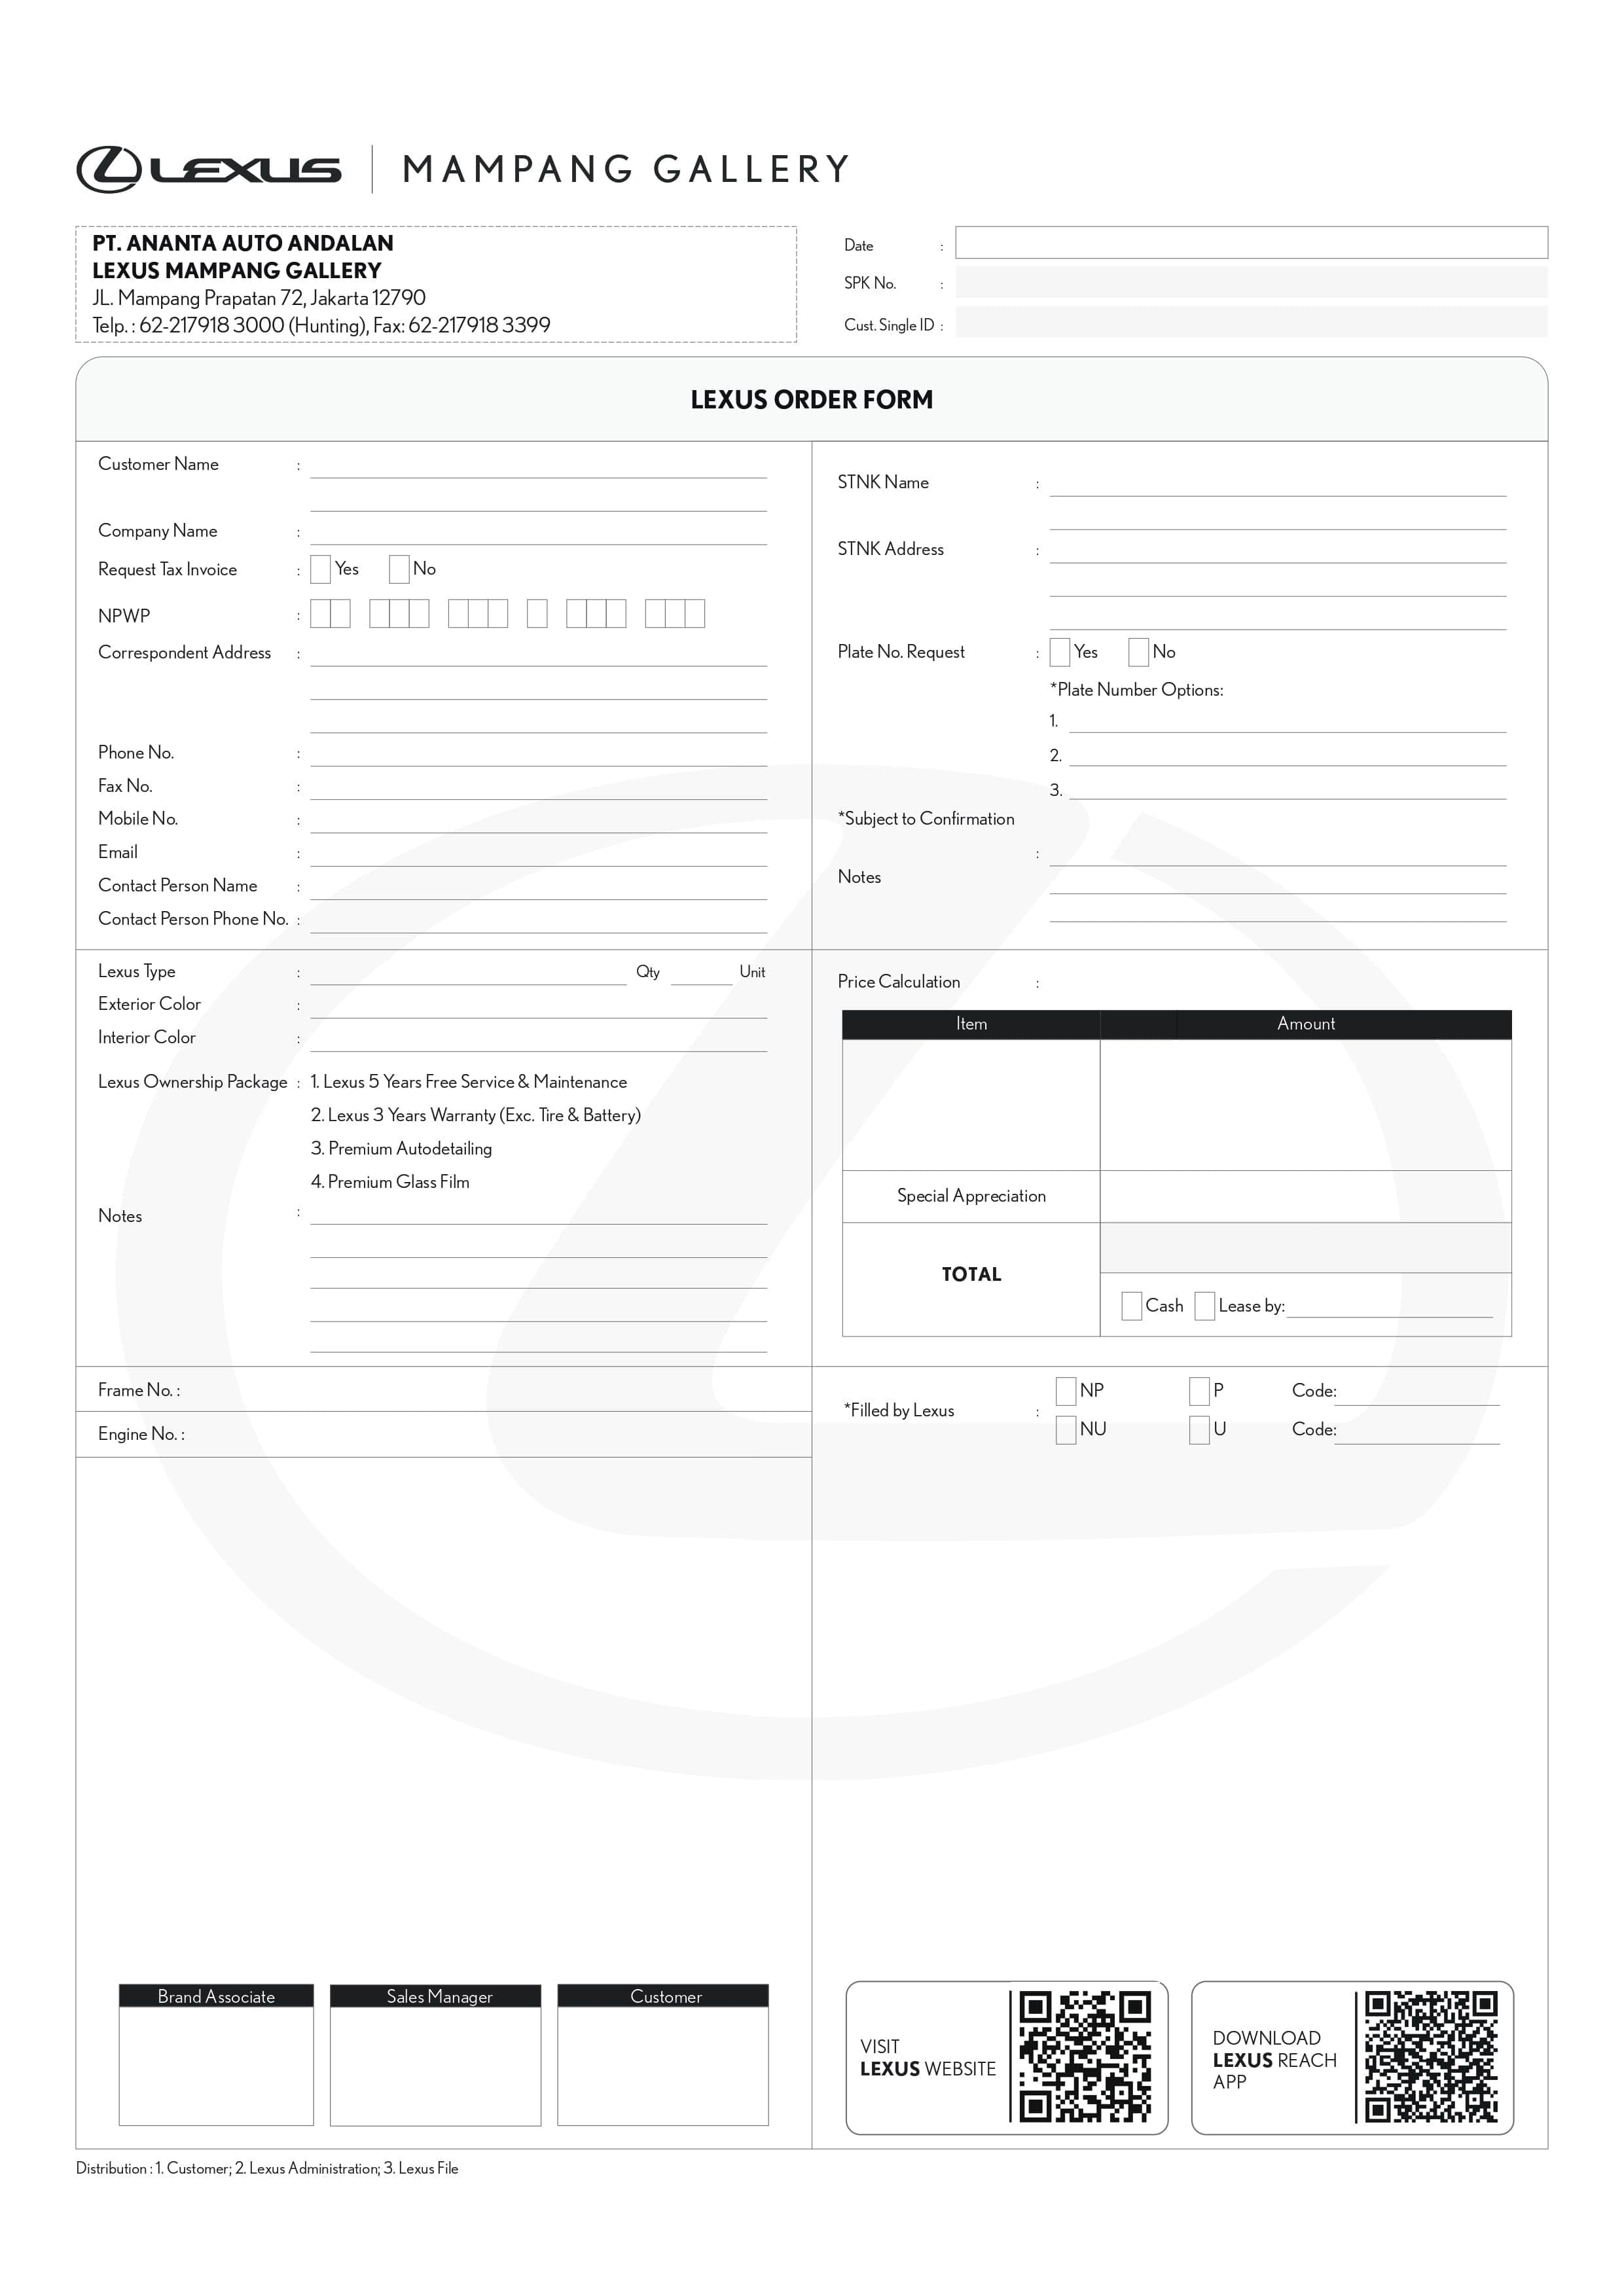 LEXUS | MAMPANG GALLERY
PT. ANANTA AUTO ANDALAN
LEXUS MAMPANG GALLERY
JL. Mampang Prapatan 72, Jakarta 12790
Telp. : 62-217918 3000 (Hunting), Fax: 62-217918 3399
Date :
SPK No. :
Cust. Single ID :
LEXUS ORDER FORM
Customer Name :
Company Name :
Request Tax Invoice : Yes No
NPWP :
Correspondent Address :
Phone No. :
Fax No. :
Mobile No. :
Email :
Contact Person Name :
Contact Person Phone No. :
STNK Name :
STNK Address :
Plate No. Request : Yes No
*Plate Number Options:
1.
2.
3.
*Subject to Confirmation
:
Notes
Lexus Type : Qty Unit
Exterior Color :
Interior Color :
Lexus Ownership Package : 1. Lexus 5 Years Free Service & Maintenance
2. Lexus 3 Years Warranty (Exc. Tire & Battery)
3. Premium Autodetailing
4. Premium Glass Film
Notes :
Price Calculation :
Item Amount
Special Appreciation
TOTAL
Cash Lease by:
Frame No. :
Engine No. :
*Filled by Lexus :
NP P Code:
NU U Code:
Brand Associate Sales Manager Customer
VISIT
LEXUS WEBSITE
DOWNLOAD
LEXUS REACH
APP
Distribution : 1. Customer; 2. Lexus Administration; 3. Lexus File